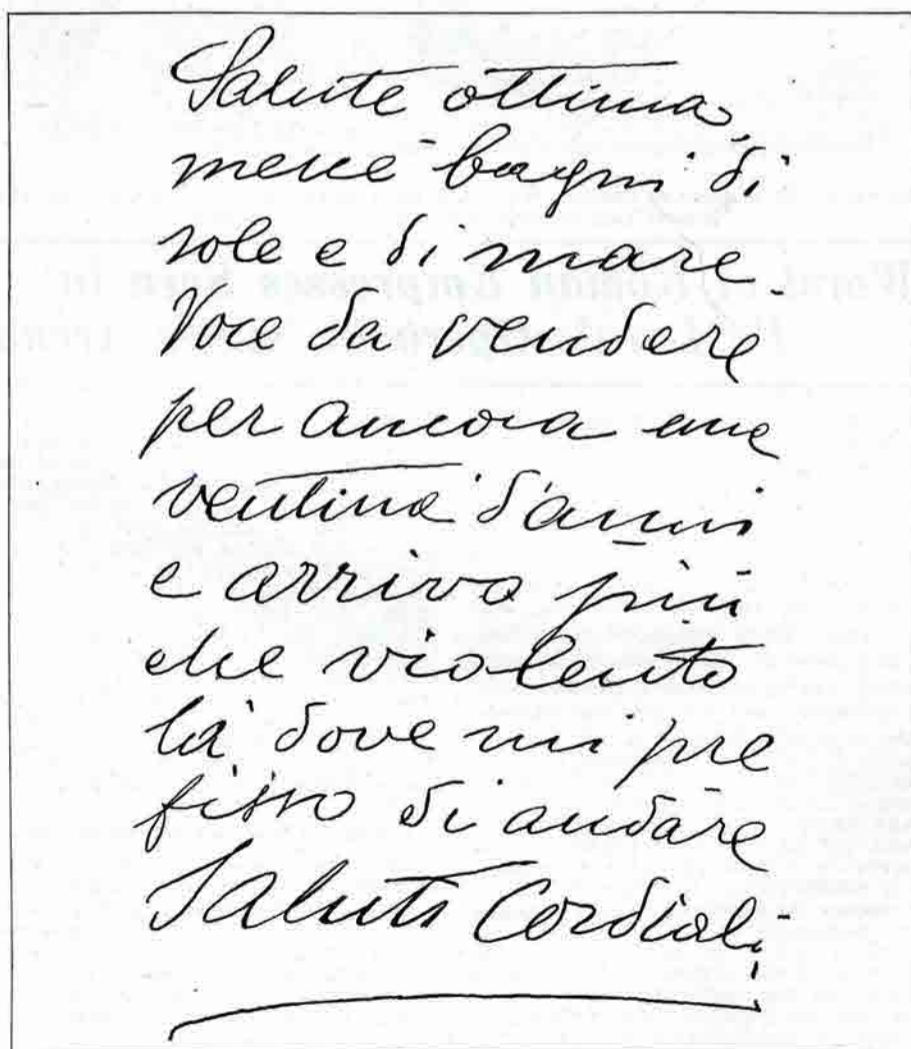 Salute ottima,
mercè bagni di
sole e di mare.
Voce da vendere
per ancora una
ventina d'anni
e arrivo più
che violento
là dove mi pre
fisso di andare
Saluti Cordiali